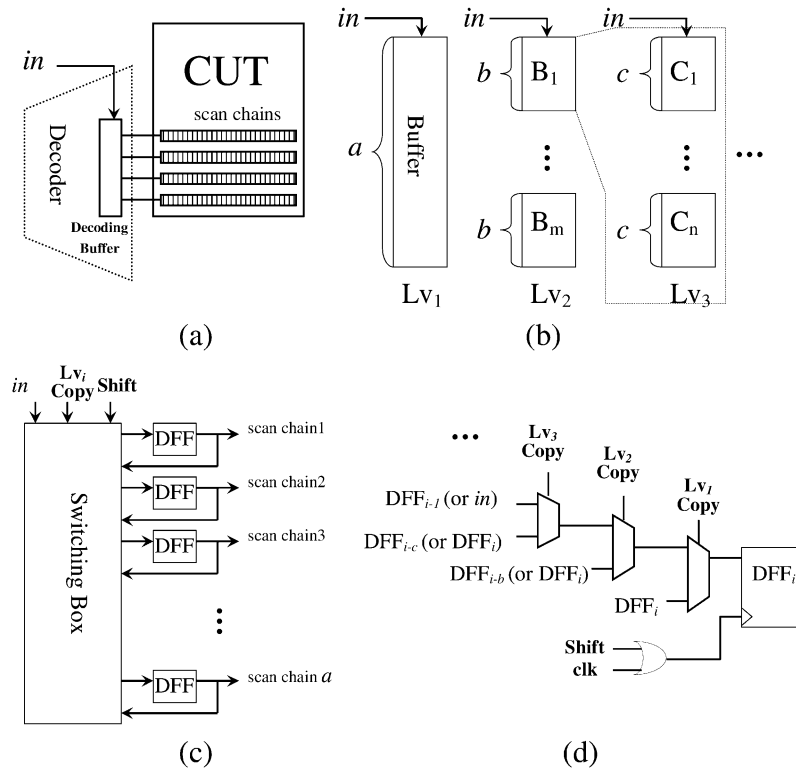 in
Decoder
Decoding
Buffer
CUT
scan chains
(a)
in
a
Buffer
Lv1
in
b
B1
b
Bm
Lv2
in
c
C1
c
Cn
Lv3
(b)
in
Lvi
Copy
Shift
Switching Box
DFF
scan chain1
DFF
scan chain2
DFF
scan chain3
DFF
scan chain a
(c)
Lv3
Copy
Lv2
Copy
Lv1
Copy
DFFi-1 (or in)
DFFi-c (or DFFi)
DFFi-b (or DFFi)
DFFi
DFFi
Shift
clk
(d)